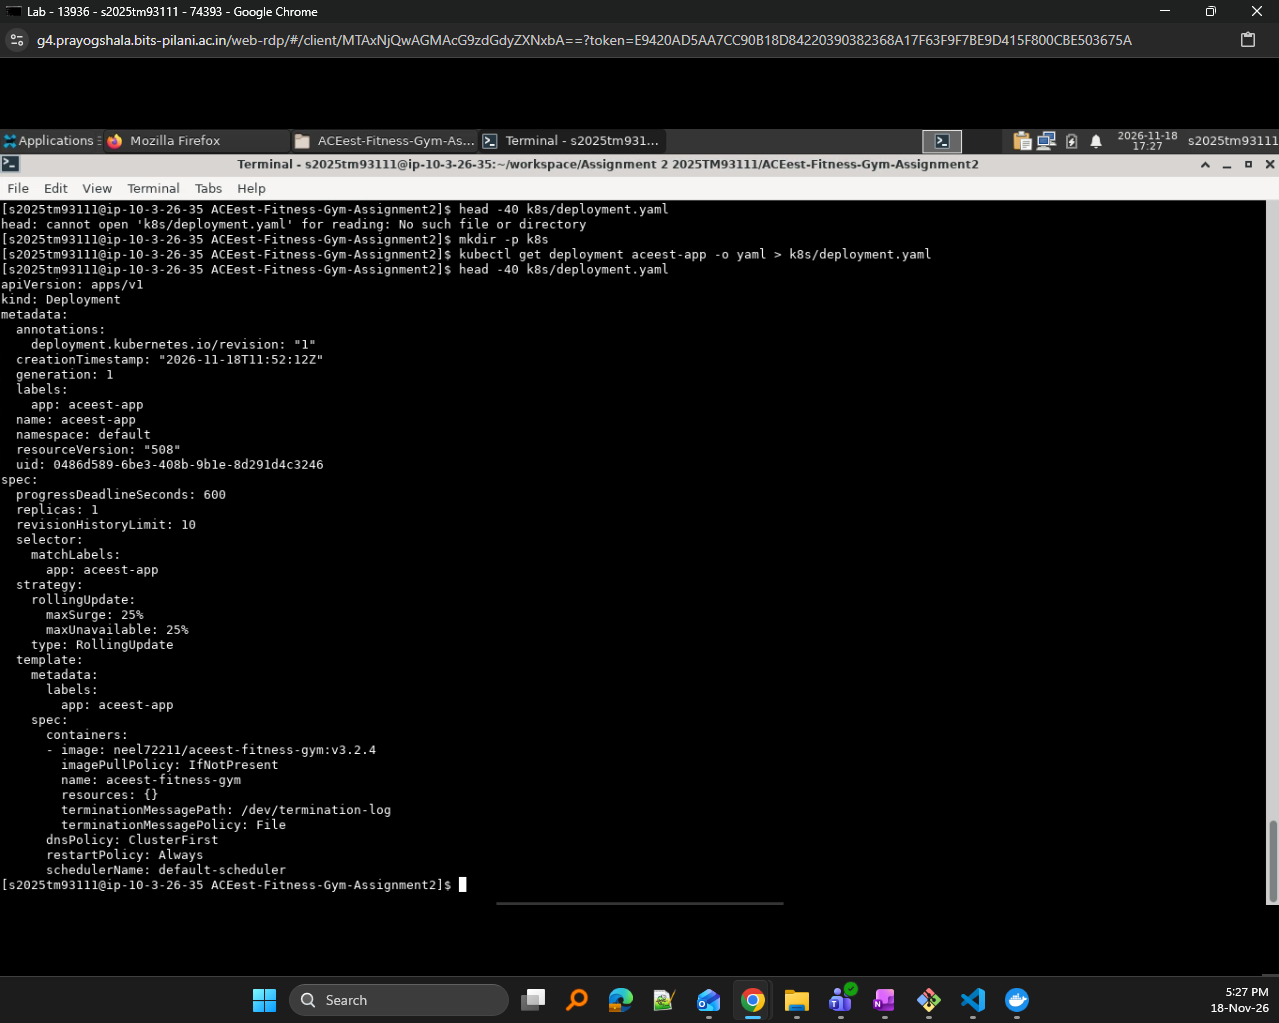 Lab - 13936 - s2025tm93111 - 74393 - Google Chrome
g4.prayogshala.bits-pilani.ac.in/web-rdp/#/client/MTAxNjQwAGMAcG9zdGdyZXNxbA==?token=E9420AD5AA7CC90B18D84220390382368A17F63F9F7BE9D415F800CBE503675A
Applications Mozilla Firefox ACEest-Fitness-Gym-As... Terminal - s2025tm931... 2026-11-18 17:27 s2025tm93111
Terminal - s2025tm93111@ip-10-3-26-35:~/workspace/Assignment 2 2025TM93111/ACEest-Fitness-Gym-Assignment2
File Edit View Terminal Tabs Help
[s2025tm93111@ip-10-3-26-35 ACEest-Fitness-Gym-Assignment2]$ head -40 k8s/deployment.yaml
head: cannot open 'k8s/deployment.yaml' for reading: No such file or directory
[s2025tm93111@ip-10-3-26-35 ACEest-Fitness-Gym-Assignment2]$ mkdir -p k8s
[s2025tm93111@ip-10-3-26-35 ACEest-Fitness-Gym-Assignment2]$ kubectl get deployment aceest-app -o yaml > k8s/deployment.yaml
[s2025tm93111@ip-10-3-26-35 ACEest-Fitness-Gym-Assignment2]$ head -40 k8s/deployment.yaml
apiVersion: apps/v1
kind: Deployment
metadata:
  annotations:
    deployment.kubernetes.io/revision: "1"
  creationTimestamp: "2026-11-18T11:52:12Z"
  generation: 1
  labels:
    app: aceest-app
  name: aceest-app
  namespace: default
  resourceVersion: "508"
  uid: 0486d589-6be3-408b-9b1e-8d291d4c3246
spec:
  progressDeadlineSeconds: 600
  replicas: 1
  revisionHistoryLimit: 10
  selector:
    matchLabels:
      app: aceest-app
  strategy:
    rollingUpdate:
      maxSurge: 25%
      maxUnavailable: 25%
    type: RollingUpdate
  template:
    metadata:
      labels:
        app: aceest-app
    spec:
      containers:
      - image: neel72211/aceest-fitness-gym:v3.2.4
        imagePullPolicy: IfNotPresent
        name: aceest-fitness-gym
        resources: {}
        terminationMessagePath: /dev/termination-log
        terminationMessagePolicy: File
      dnsPolicy: ClusterFirst
      restartPolicy: Always
      schedulerName: default-scheduler
[s2025tm93111@ip-10-3-26-35 ACEest-Fitness-Gym-Assignment2]$
Search
5:27 PM
18-Nov-26